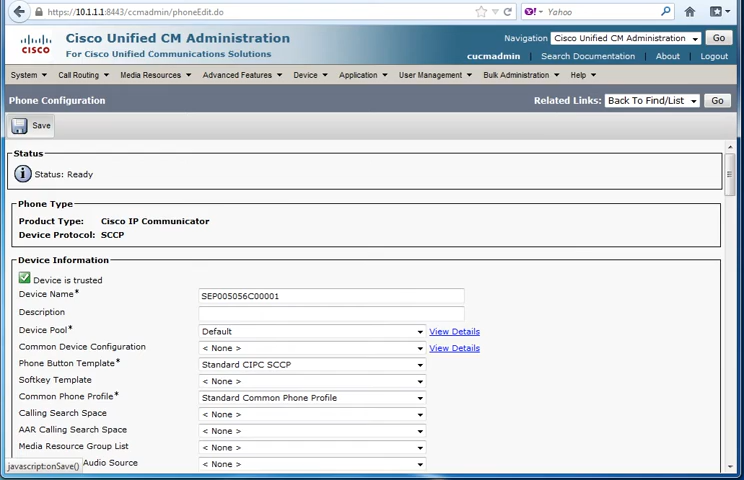 https://10.1.1.1:8443/ccmadmin/phoneEdit.do Yahoo
CISCO Cisco Unified CM Administration Navigation Cisco Unified CM Administration Go
For Cisco Unified Communications Solutions cucmadmin Search Documentation About Logout
System Call Routing Media Resources Advanced Features Device Application User Management Bulk Administration Help
Phone Configuration Related Links: Back To Find/List Go
Save
Status
Status: Ready
Phone Type
Product Type: Cisco IP Communicator
Device Protocol: SCCP
Device Information
Device is trusted
Device Name* SEP005056C00001
Description
Device Pool* Default View Details
Common Device Configuration < None > View Details
Phone Button Template* Standard CIPC SCCP
Softkey Template < None >
Common Phone Profile* Standard Common Phone Profile
Calling Search Space < None >
AAR Calling Search Space < None >
Media Resource Group List < None >
javascript:onSave() Audio Source < None >